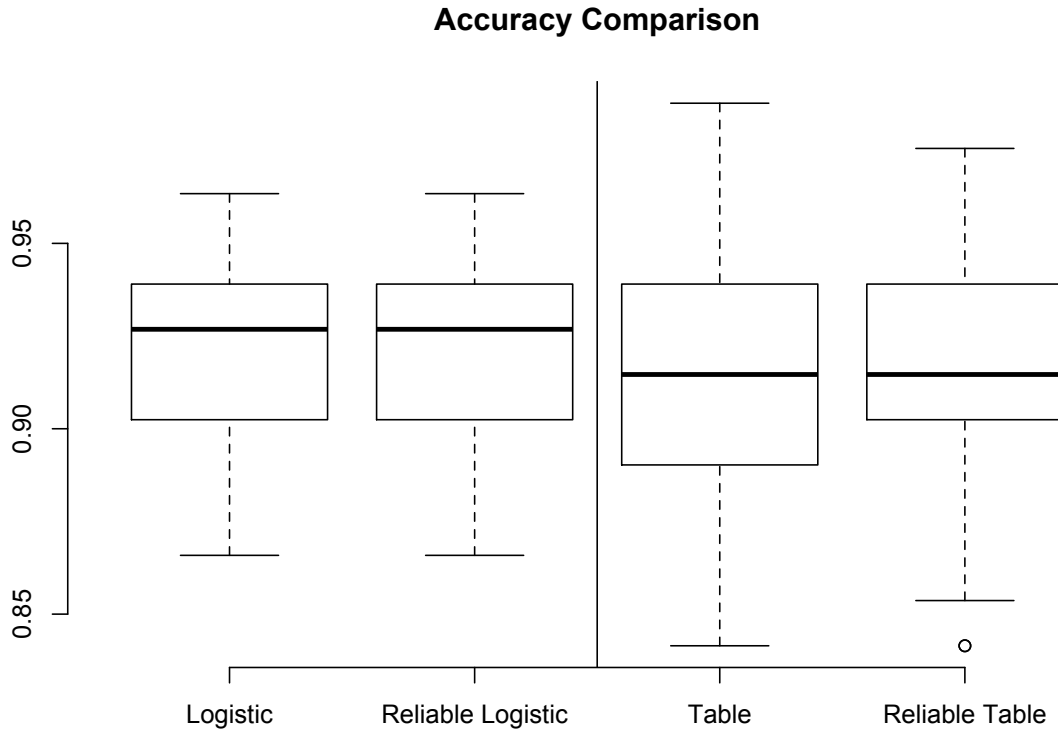 Accuracy Comparison
0.95
0.90
0.85
Logistic
Reliable Logistic
Table
Reliable Table